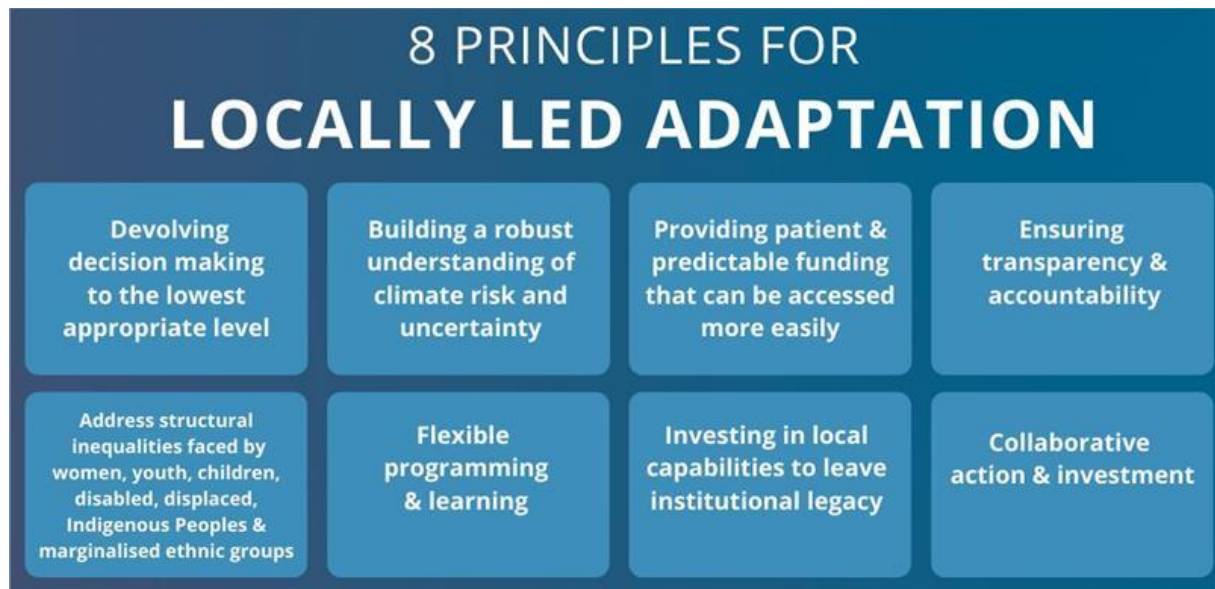 8 PRINCIPLES FOR
LOCALLY LED ADAPTATION
Devolving
decision making
to the lowest
appropriate level
Building a robust
understanding of
climate risk and
uncertainty
Providing patient &
predictable funding
that can be accessed
more easily
Ensuring
transparency &
accountability
Address structural
inequalities faced by
women, youth, children,
disabled, displaced,
Indigenous Peoples &
marginalised ethnic groups
Flexible
programming
& learning
Investing in local
capabilities to leave
institutional legacy
Collaborative
action & investment